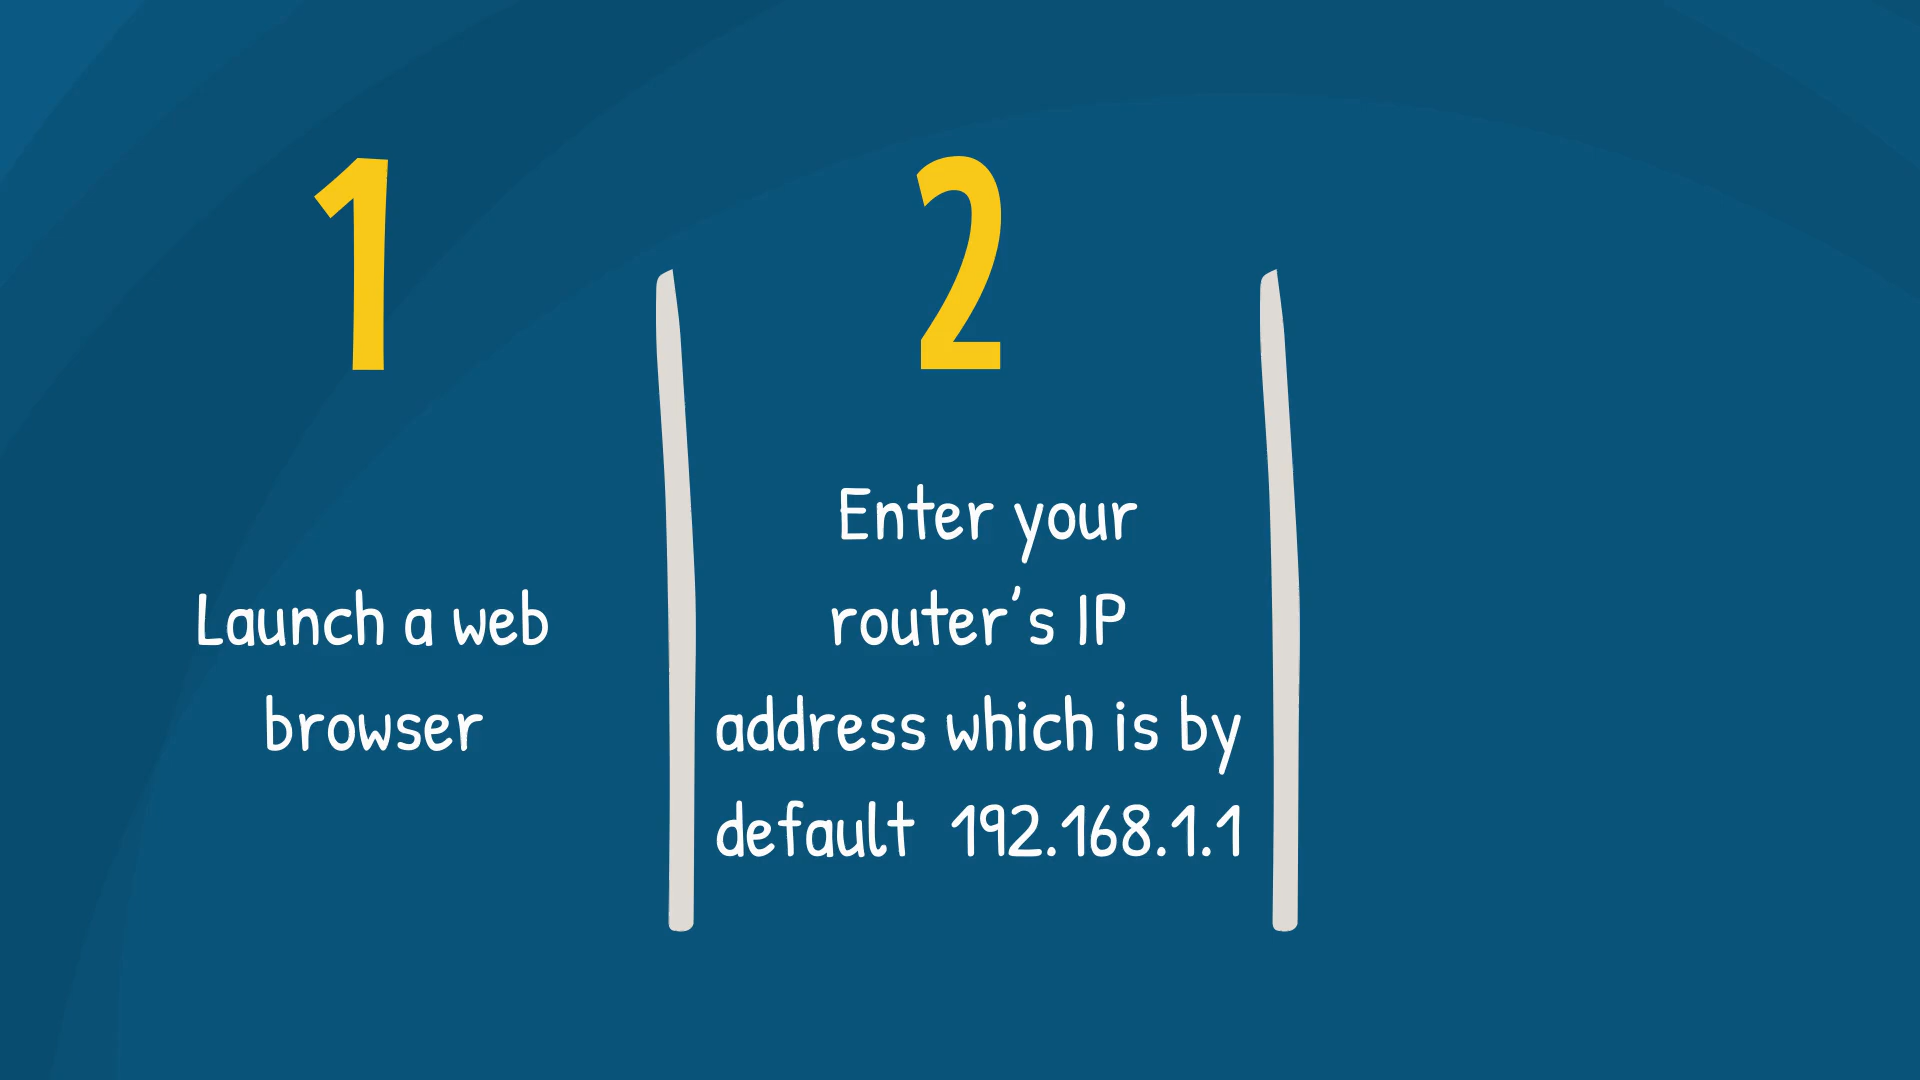 1
Launch a web
browser
2
Enter your
router's IP
address which is by
default 192.168.1.1